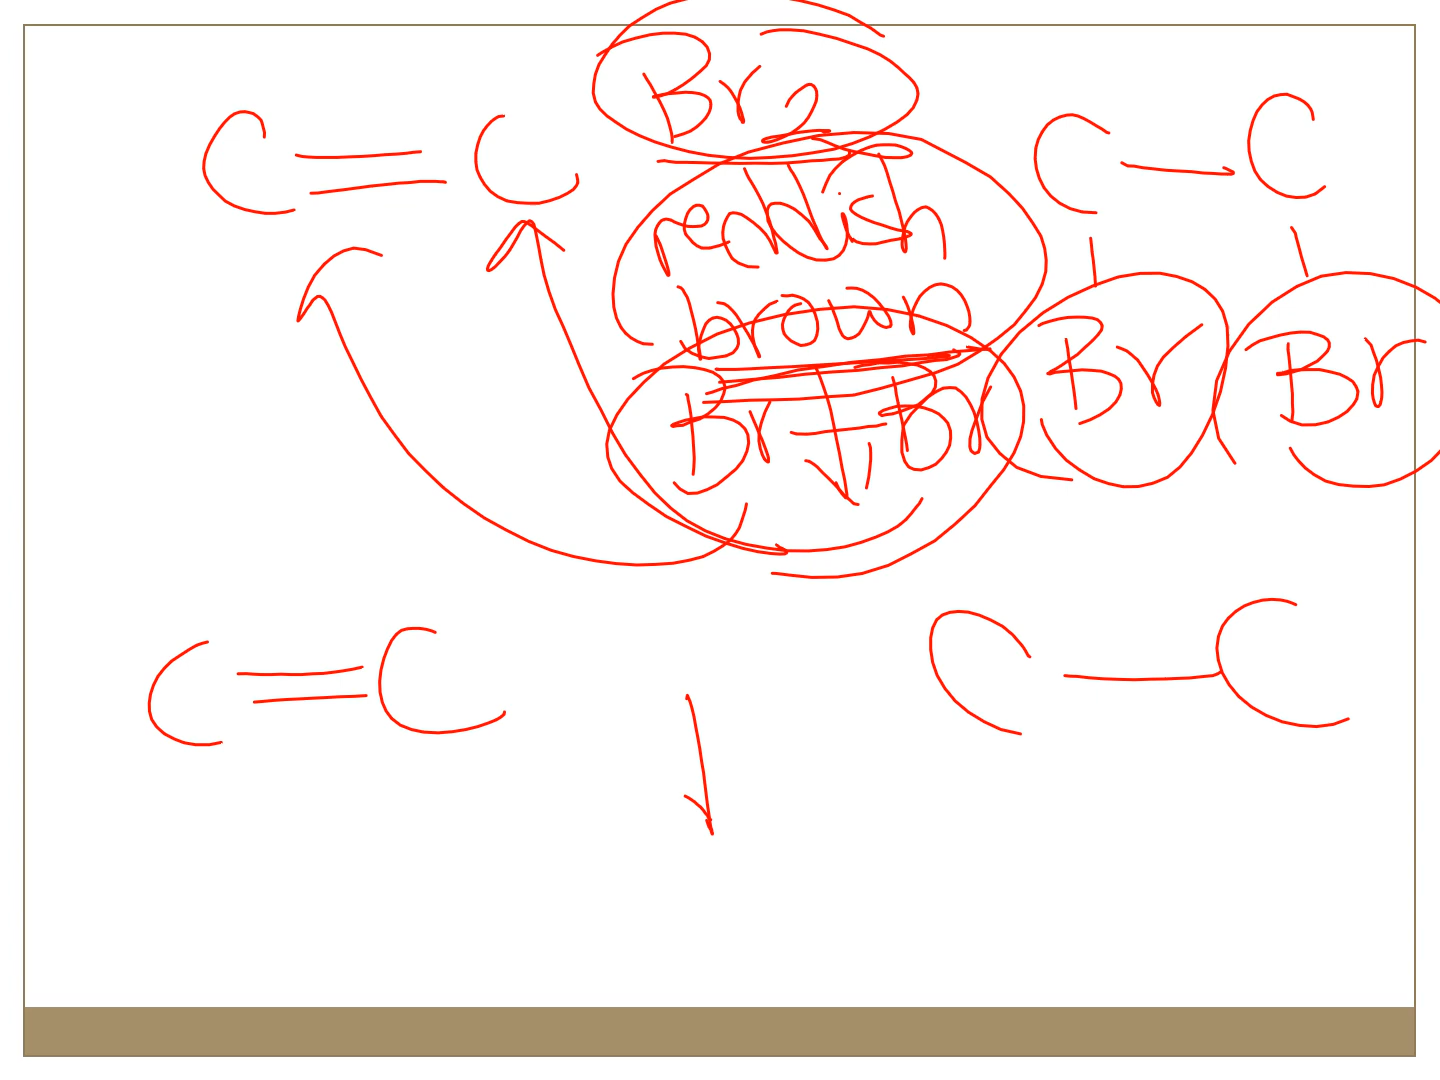 C = C Br2 C - C
reddish
brown
Br - Br Br Br
C = C C - C